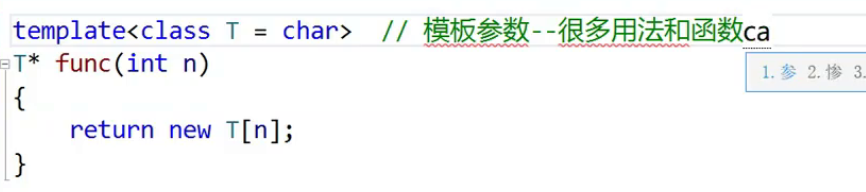 template<class T = char>  // 模板参数--很多用法和函数ca
1.参 2.惨 3.
T* func(int n)
{
    return new T[n];
}